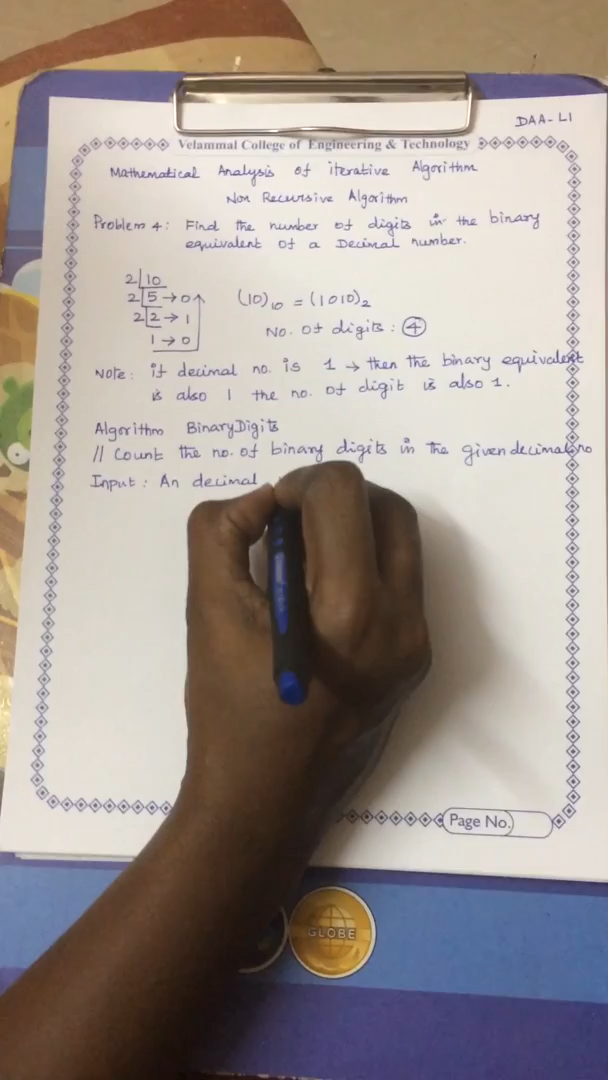 DAA-L1
Velammal College of Engineering & Technology
Mathematical Analysis of iterative Algorithm
Non Recursive Algorithm
Problem 4: Find the number of digits in the binary
equivalent of a Decimal number.
2 10
2 5 → 0
2 2 → 1
1 → 0
(10)10 = (1010)2
No. of digits: 4
Note: if decimal no. is 1 → then the binary equivalent
is also 1 the no. of digit is also 1.
Algorithm BinaryDigits
// Count the no. of binary digits in the given decimal no
Input: An decimal
Page No.
GLOBE